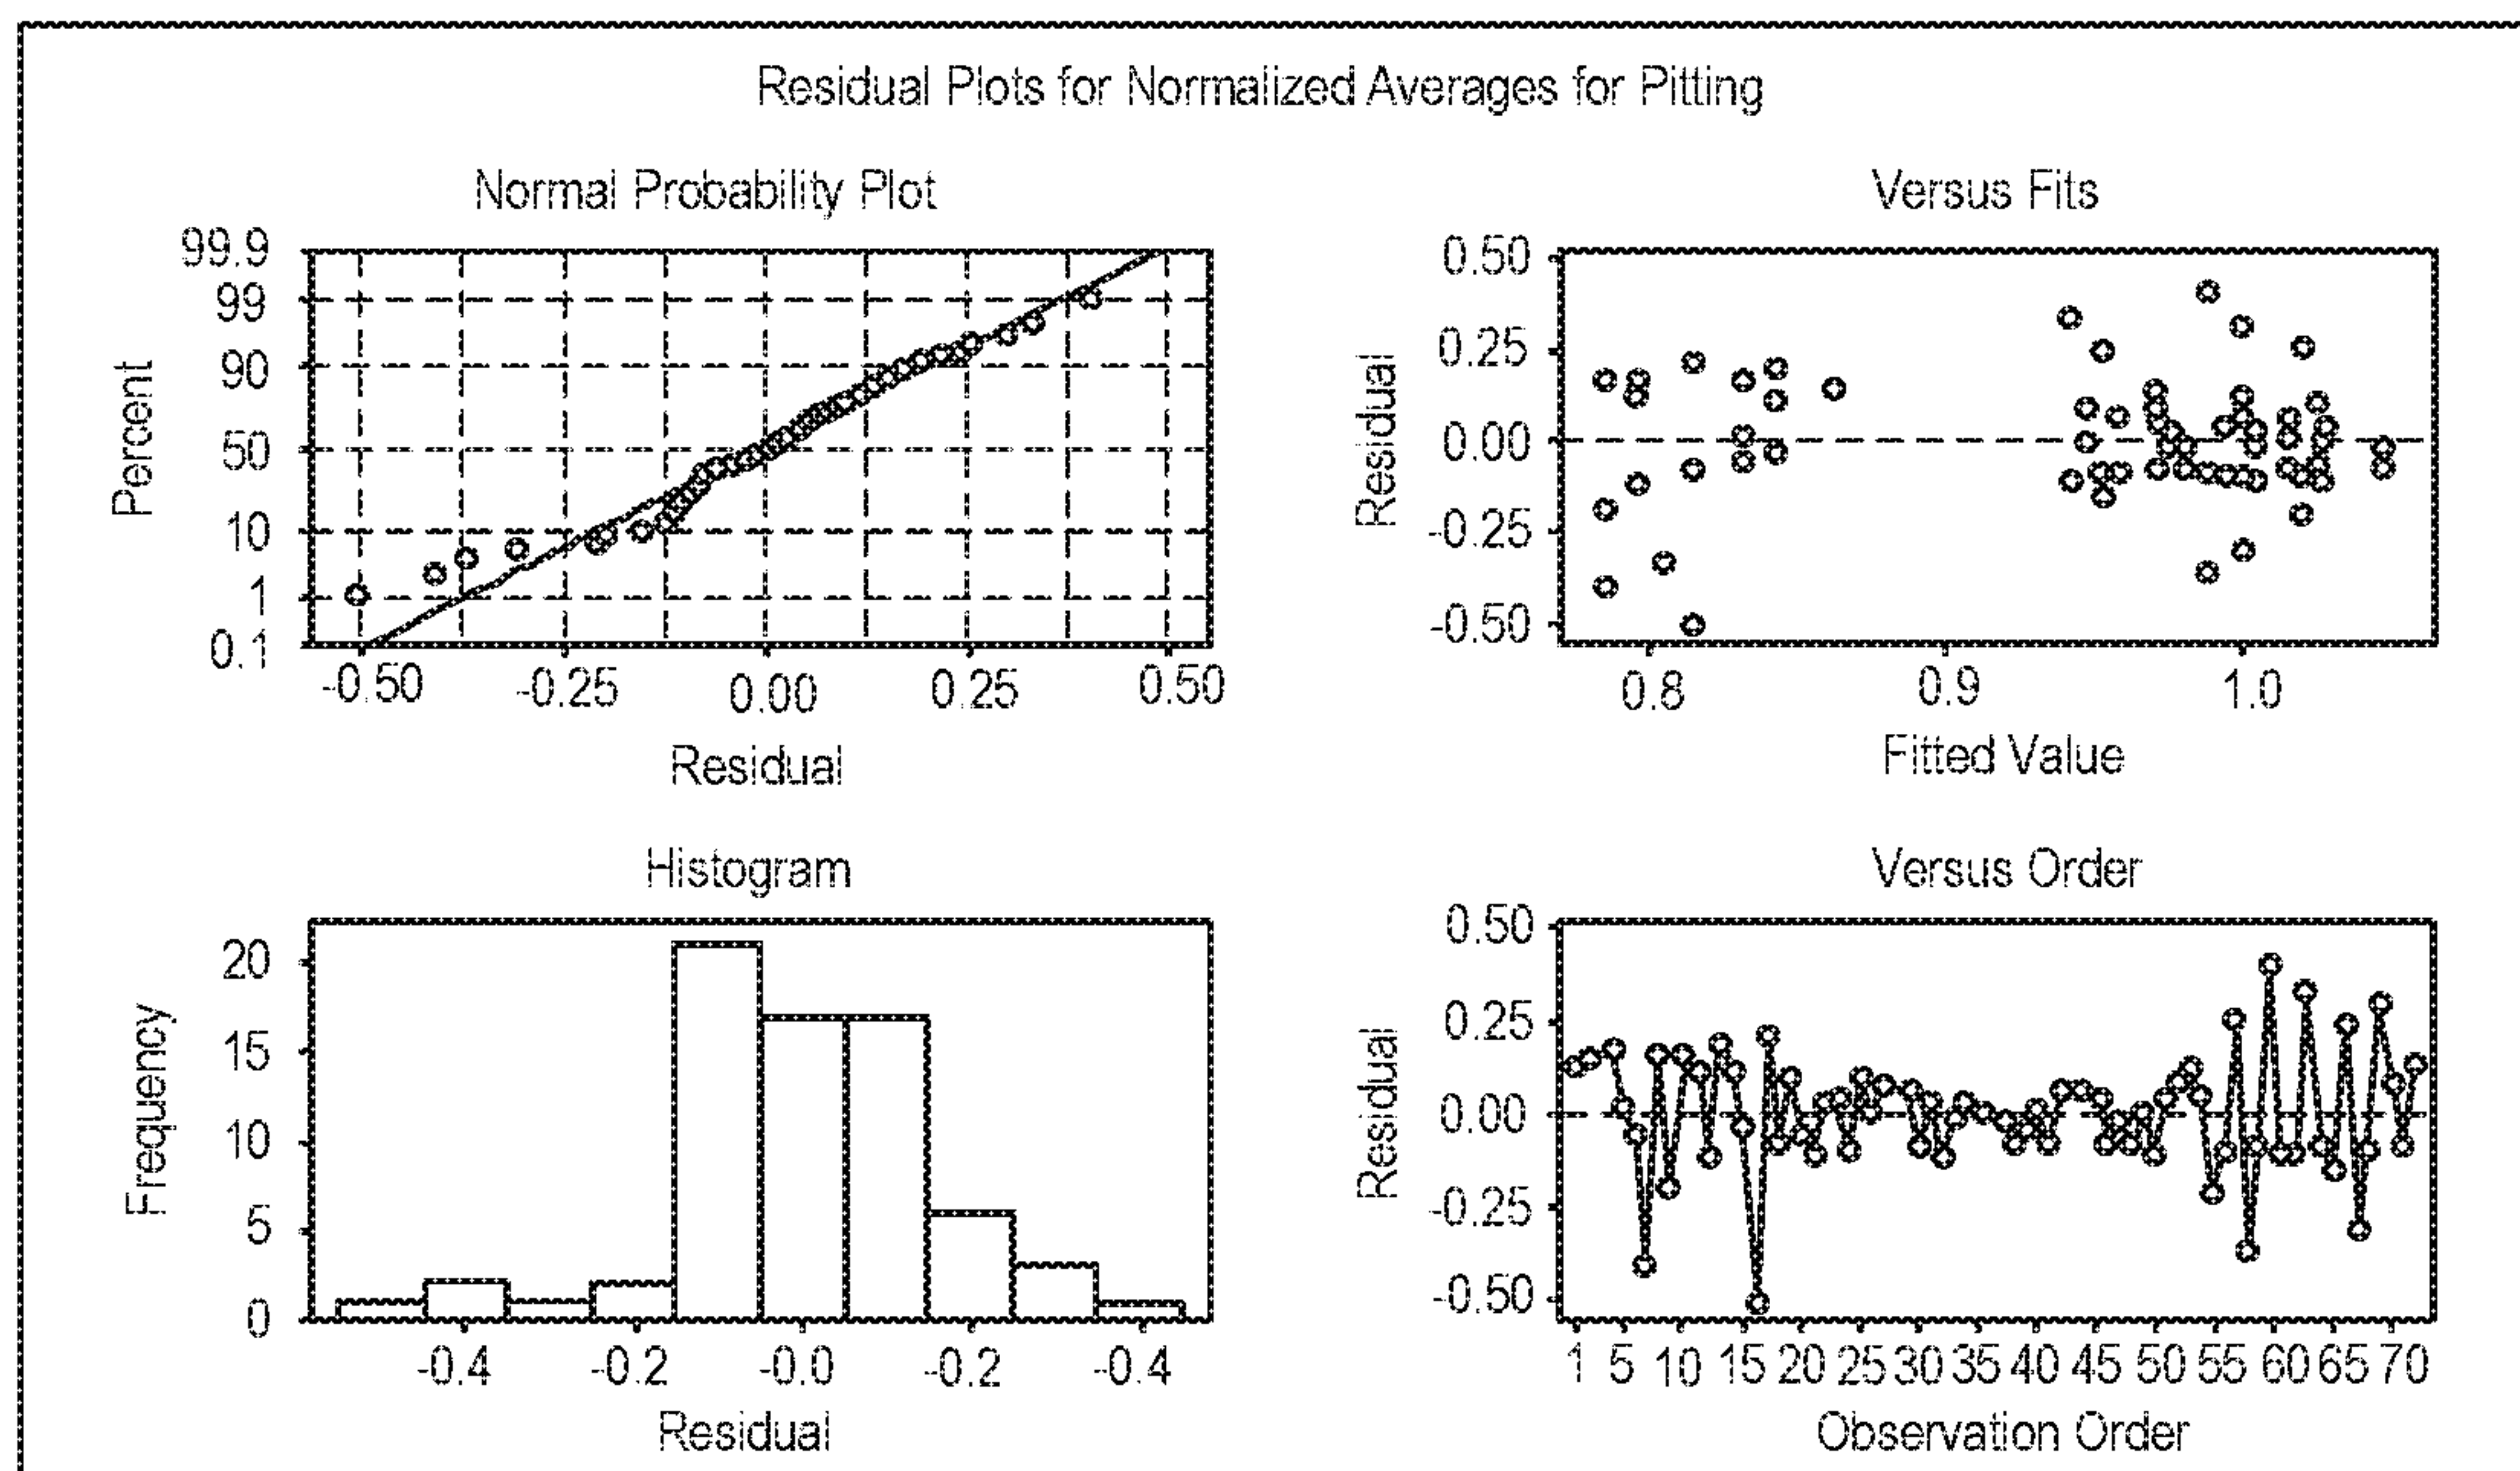 Residual Plots for Normalized Averages for Pitting
Normal Probability Plot
99.9
99
90
50
10
1
0.1
Percent
-0.50 -0.25 0.00 0.25 0.50
Residual
Versus Fits
0.50
0.25
0.00
-0.25
-0.50
Residual
0.8 0.9 1.0
Fitted Value
Histogram
20
15
10
5
0
Frequency
-0.4 -0.2 -0.0 -0.2 -0.4
Residual
Versus Order
0.50
0.25
0.00
-0.25
-0.50
Residual
1 5 10 15 20 25 30 35 40 45 50 55 60 65 70
Observation Order